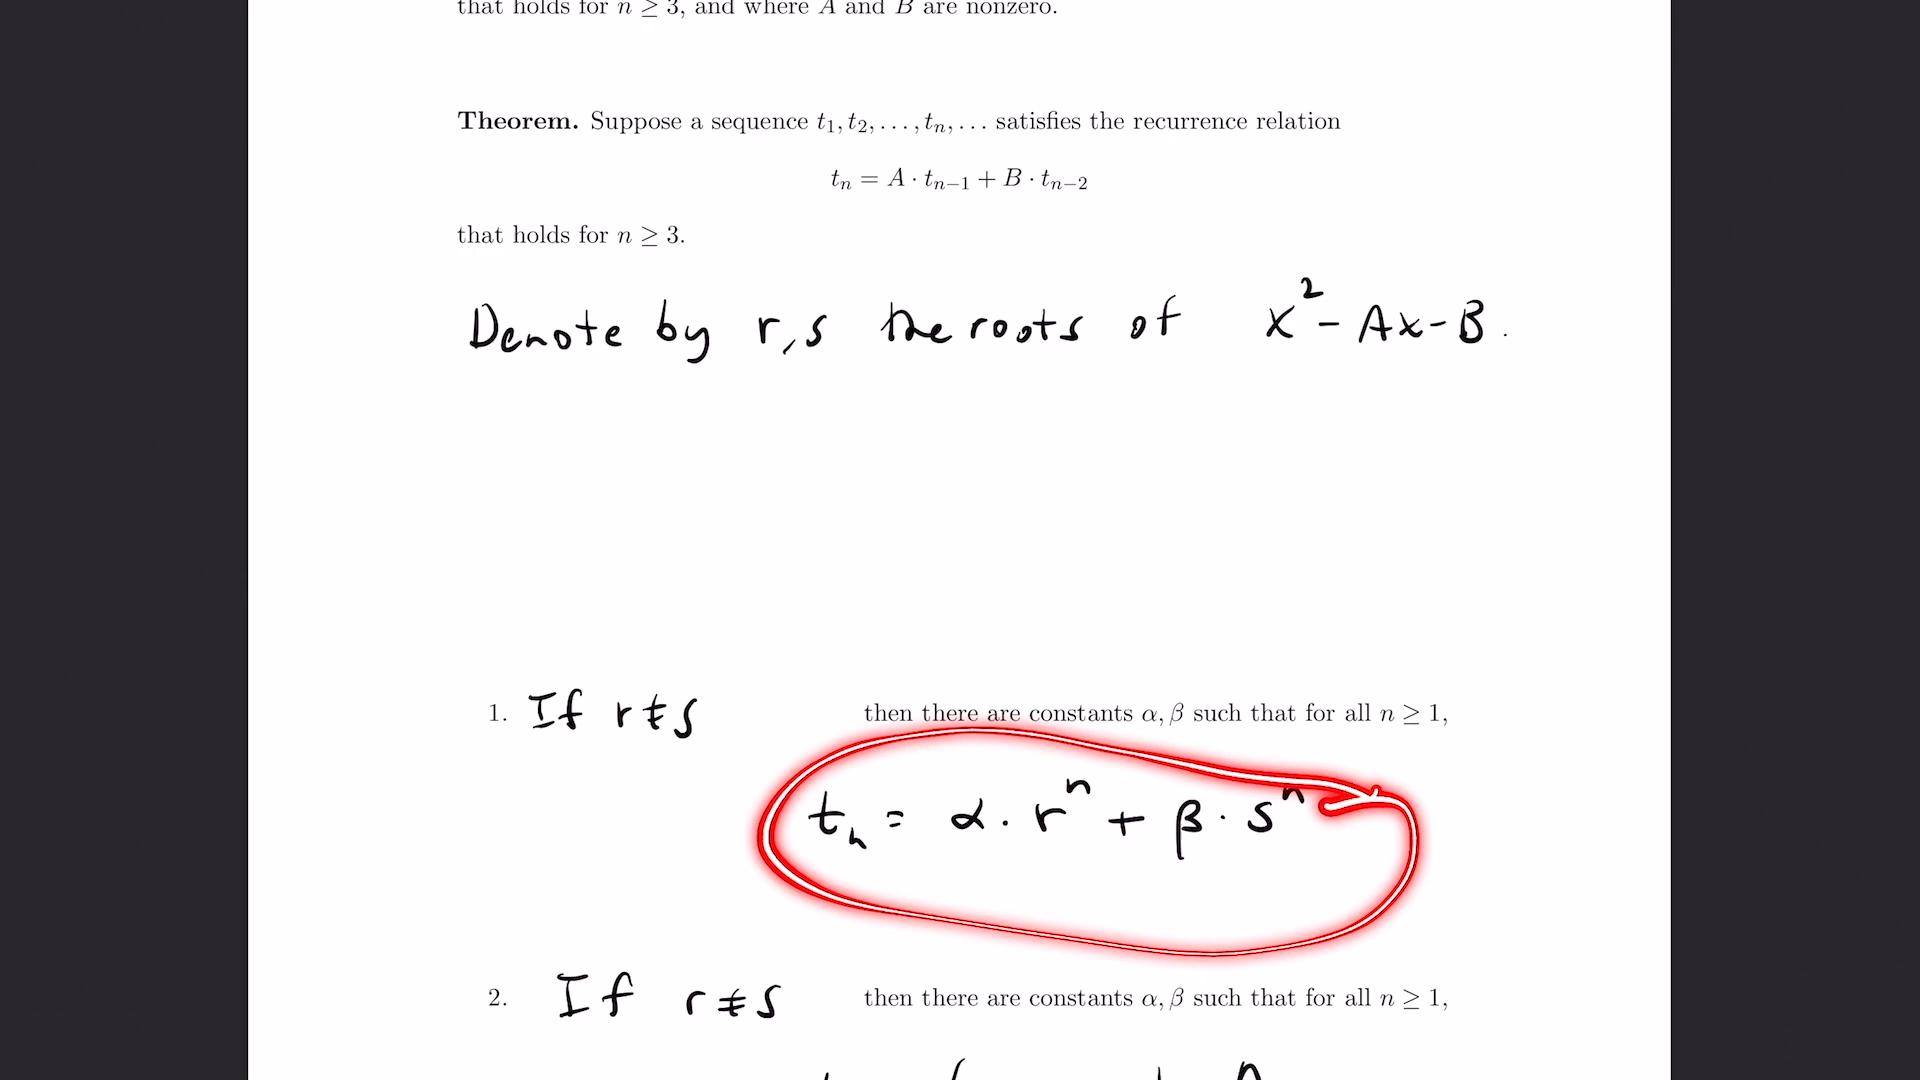 that holds for n ≥ 3, and where A and B are nonzero.
Theorem. Suppose a sequence t₁, t₂, . . . , tₙ, . . . satisfies the recurrence relation
tₙ = A · tₙ₋₁ + B · tₙ₋₂
that holds for n ≥ 3.
Denote by r, s the roots of x² - Ax - B.
1. If r ≠ s then there are constants α, β such that for all n ≥ 1,
tₙ = α · rⁿ + β · sⁿ
2. If r ≠ s then there are constants α, β such that for all n ≥ 1,